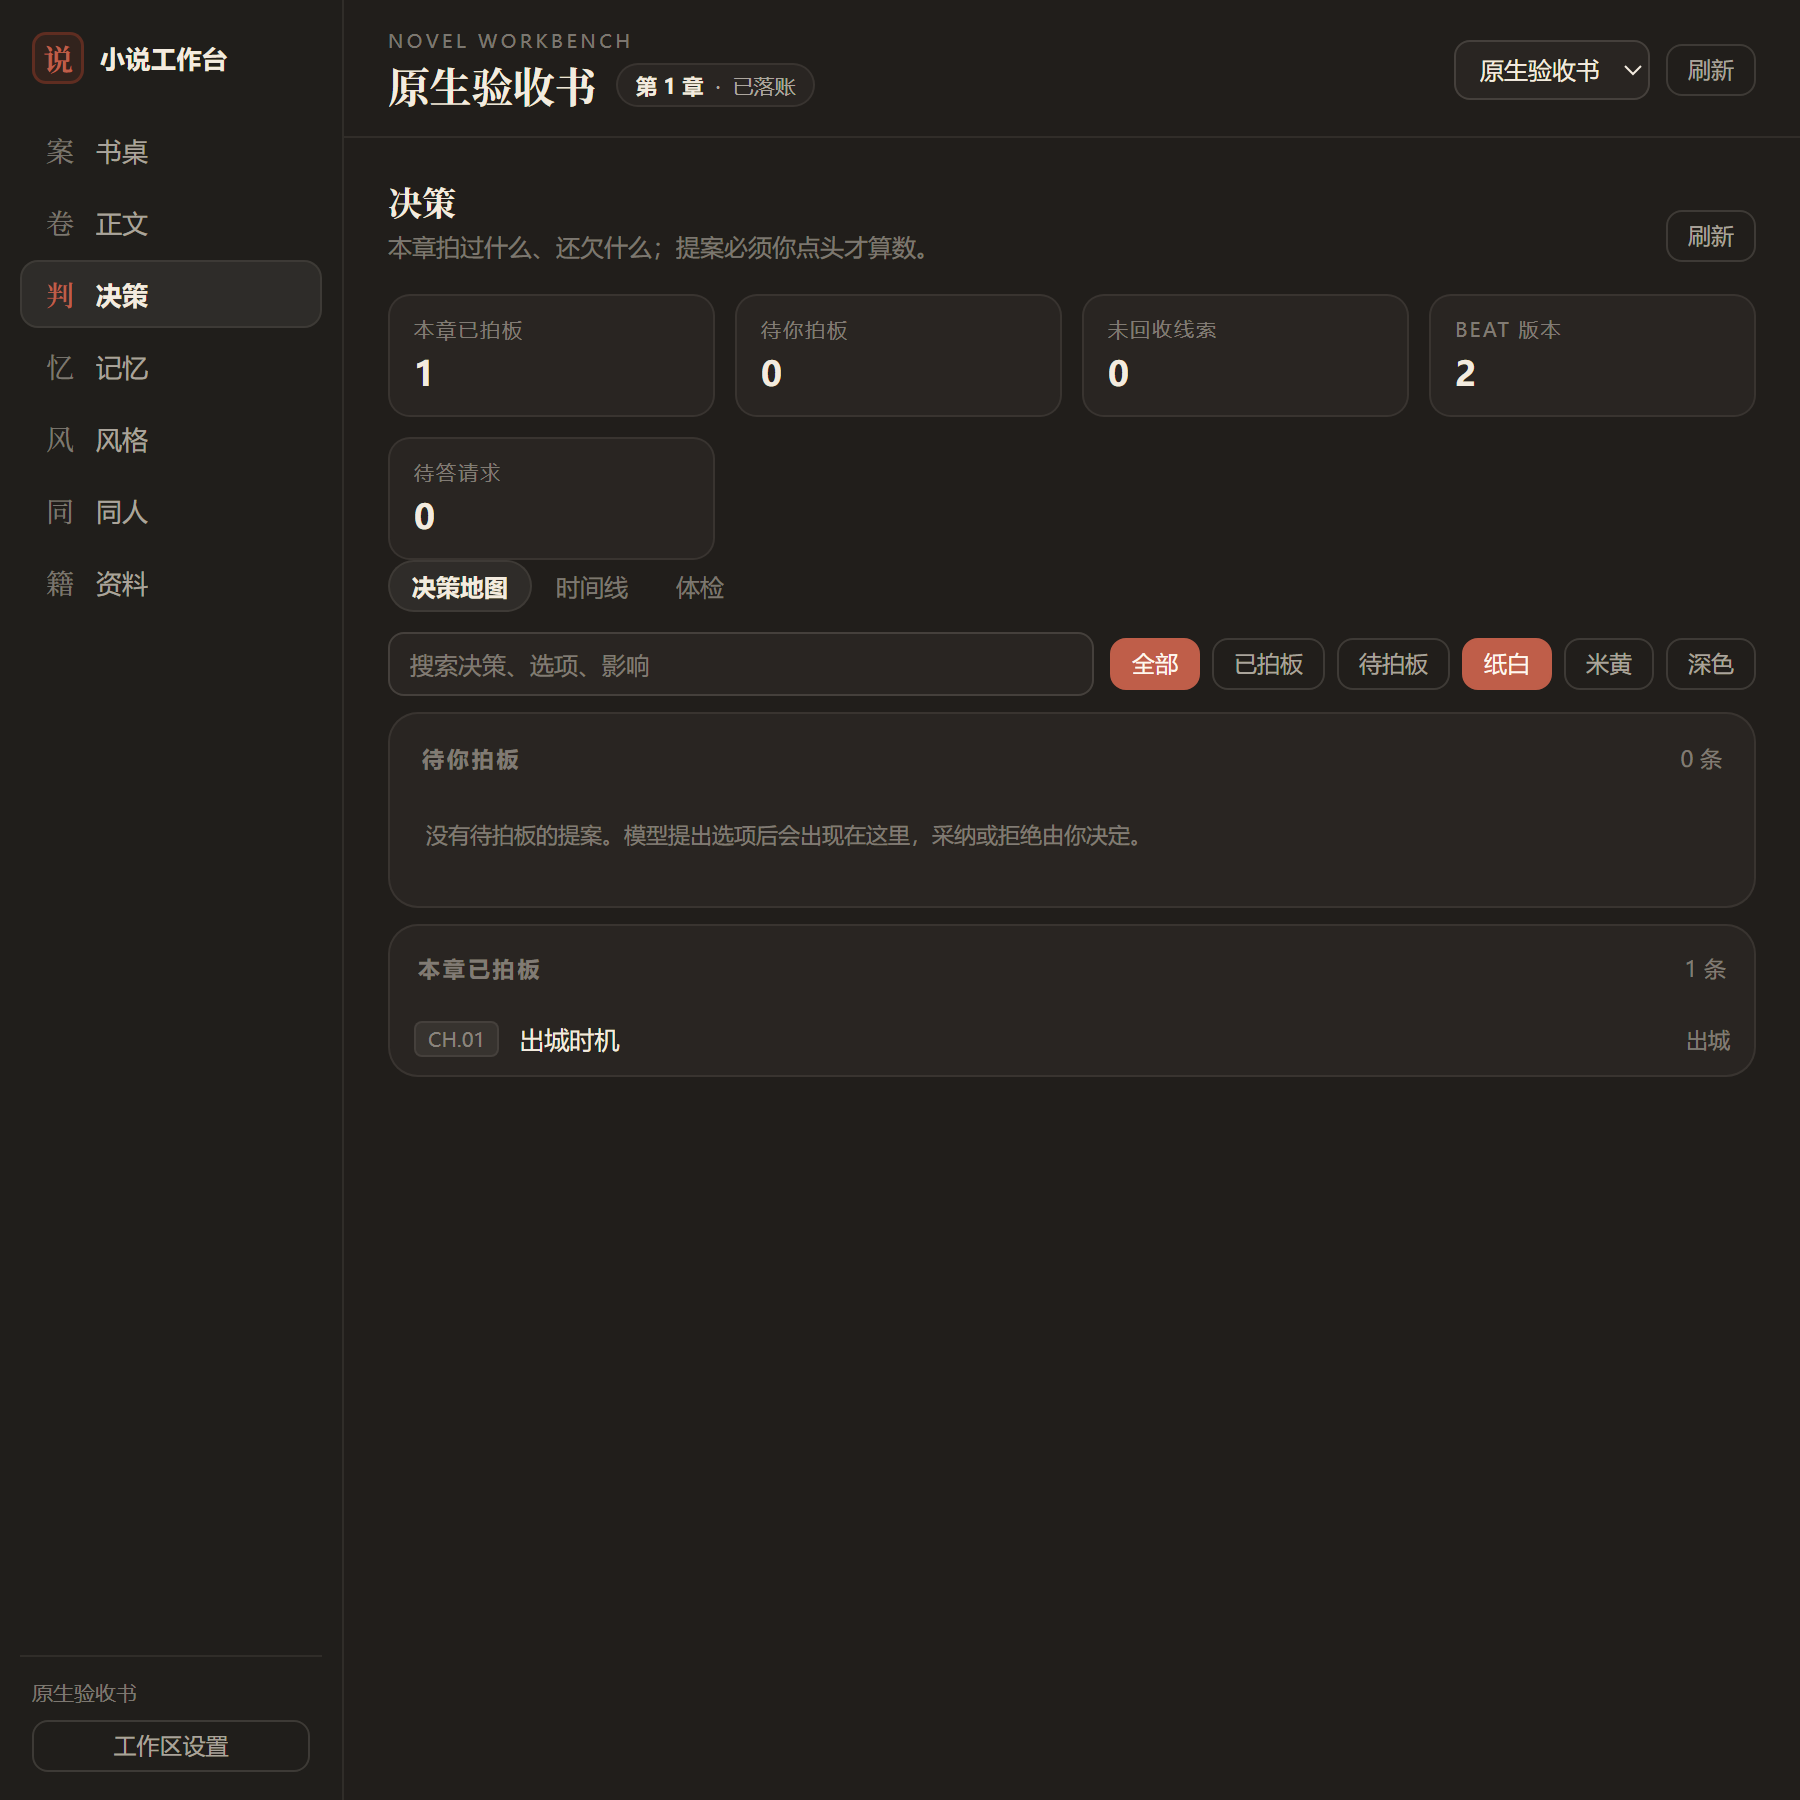 说 小说工作台
案 书桌
卷 正文
判 决策
忆 记忆
风 风格
同 同人
籍 资料
原生验收书
工作区设置
NOVEL WORKBENCH
原生验收书 第 1 章 · 已落账
原生验收书 刷新
决策
本章拍过什么、还欠什么；提案必须你点头才算数。
刷新
本章已拍板
1
待你拍板
0
未回收线索
0
BEAT 版本
2
待答请求
0
决策地图 时间线 体检
搜索决策、选项、影响 全部 已拍板 待拍板 纸白 米黄 深色
待你拍板 0 条
没有待拍板的提案。模型提出选项后会出现在这里，采纳或拒绝由你决定。
本章已拍板 1 条
CH.01 出城时机 出城